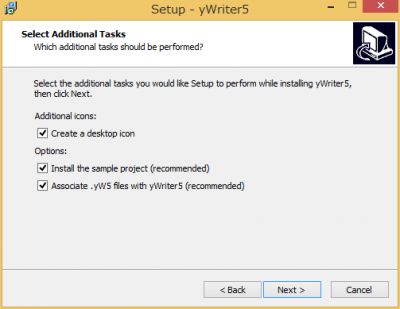 Setup - yWriter5
Select Additional Tasks
Which additional tasks should be performed?
Select the additional tasks you would like Setup to perform while installing yWriter5,
then click Next.
Additional icons:
Create a desktop icon
Options:
Install the sample project (recommended)
Associate .yW5 files with yWriter5 (recommended)
< Back
Next >
Cancel